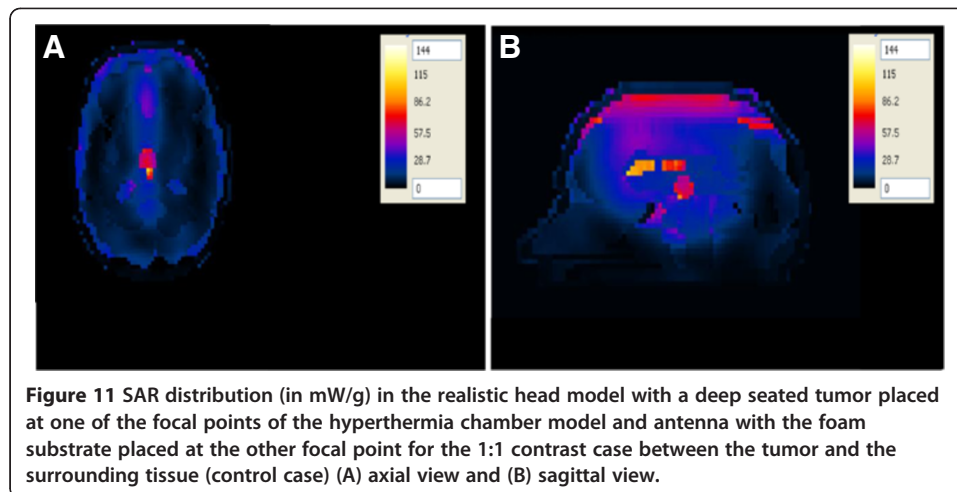 A
144
115
86.2
57.5
28.7
0
B
144
115
86.2
57.5
28.7
0
Figure 11 SAR distribution (in mW/g) in the realistic head model with a deep seated tumor placed
at one of the focal points of the hyperthermia chamber model and antenna with the foam
substrate placed at the other focal point for the 1:1 contrast case between the tumor and the
surrounding tissue (control case) (A) axial view and (B) sagittal view.